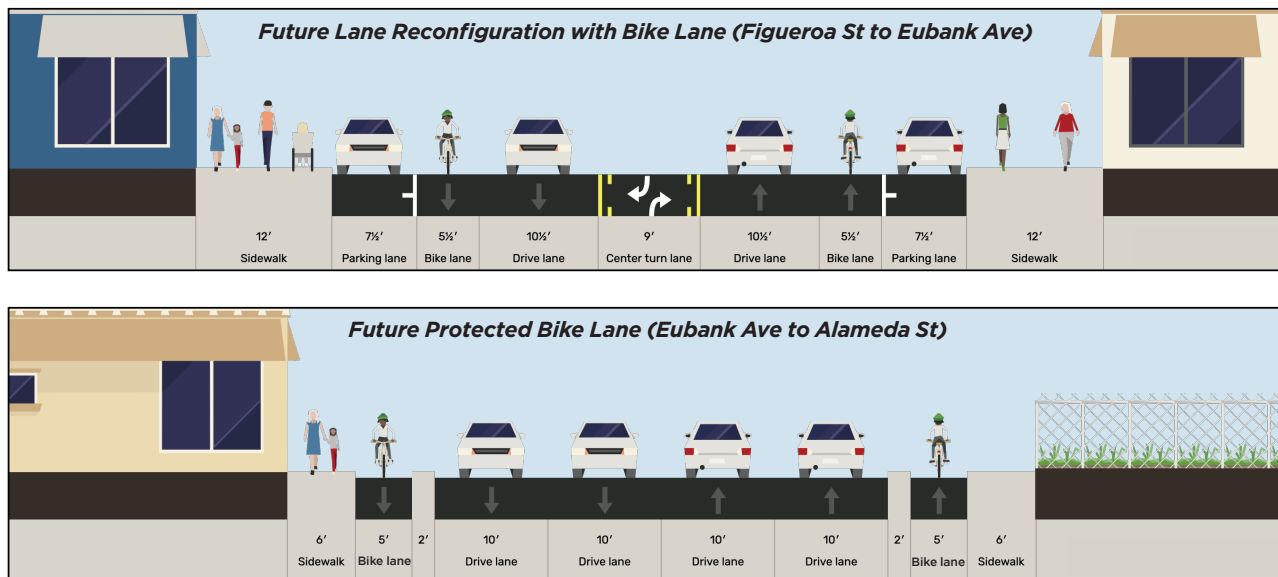 Future Lane Reconfiguration with Bike Lane (Figueroa St to Eubank Ave)
12’ 7½’ 5½’ 10½’ 9’ 10½’ 5½’ 7½’ 12’
Sidewalk Parking lane Bike lane Drive lane Center turn lane Drive lane Bike lane Parking lane Sidewalk
Future Protected Bike Lane (Eubank Ave to Alameda St)
6’ 5’ 2’ 10’ 10’ 10’ 10’ 2’ 5’ 6’
Sidewalk Bike lane Drive lane Drive lane Drive lane Drive lane Bike lane Sidewalk